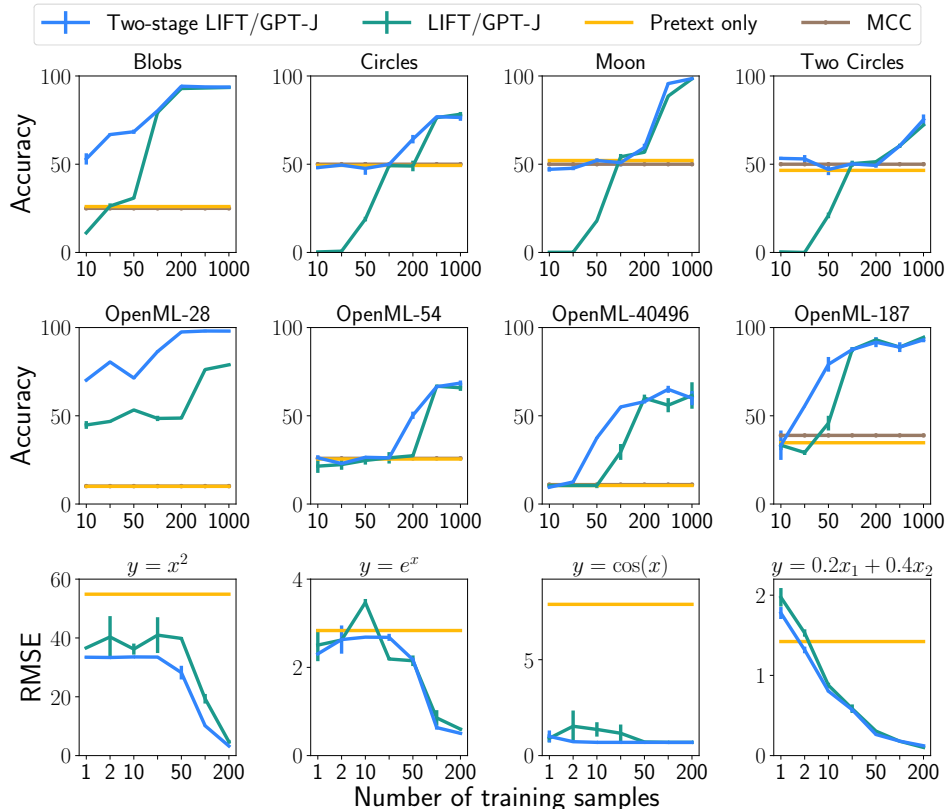 Two-stage LIFT/GPT-J LIFT/GPT-J Pretext only MCC
Blobs Circles Moon Two Circles
Accuracy
100 100 100 100
50 50 50 50
0 0 0 0
10 50 200 1000 10 50 200 1000 10 50 200 1000 10 50 200 1000
OpenML-28 OpenML-54 OpenML-40496 OpenML-187
Accuracy
100 100 100 100
50 50 50 50
0 0 0 0
10 50 200 1000 10 50 200 1000 10 50 200 1000 10 50 200 1000
y = x² y = eˣ y = cos(x) y = 0.2x₁ + 0.4x₂
RMSE
60 4 2
40 5 1
20 2
0 0 0 0
1 2 10 50 200 1 2 10 50 200 1 2 10 50 200 1 2 10 50 200
Number of training samples